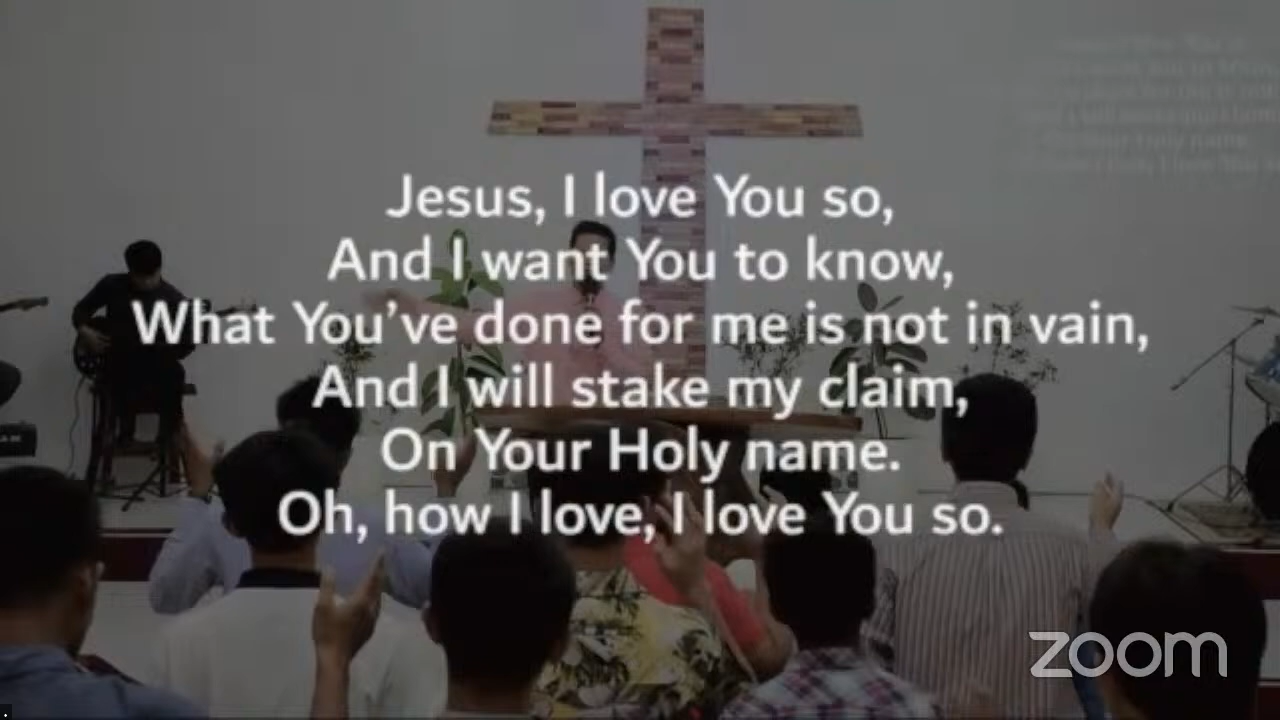 Jesus, I love You so,
And I want You to know,
What You've done for me is not in vain,
And I will stake my claim,
On Your Holy name.
Oh, how I love, I love You so.
zoom